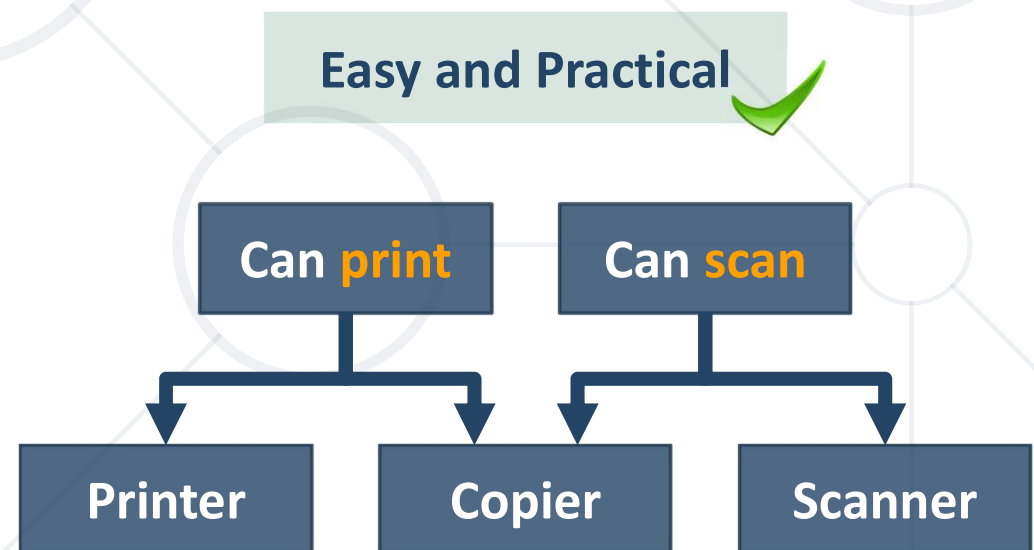 Easy and Practical
Can print
Can scan
Printer
Copier
Scanner